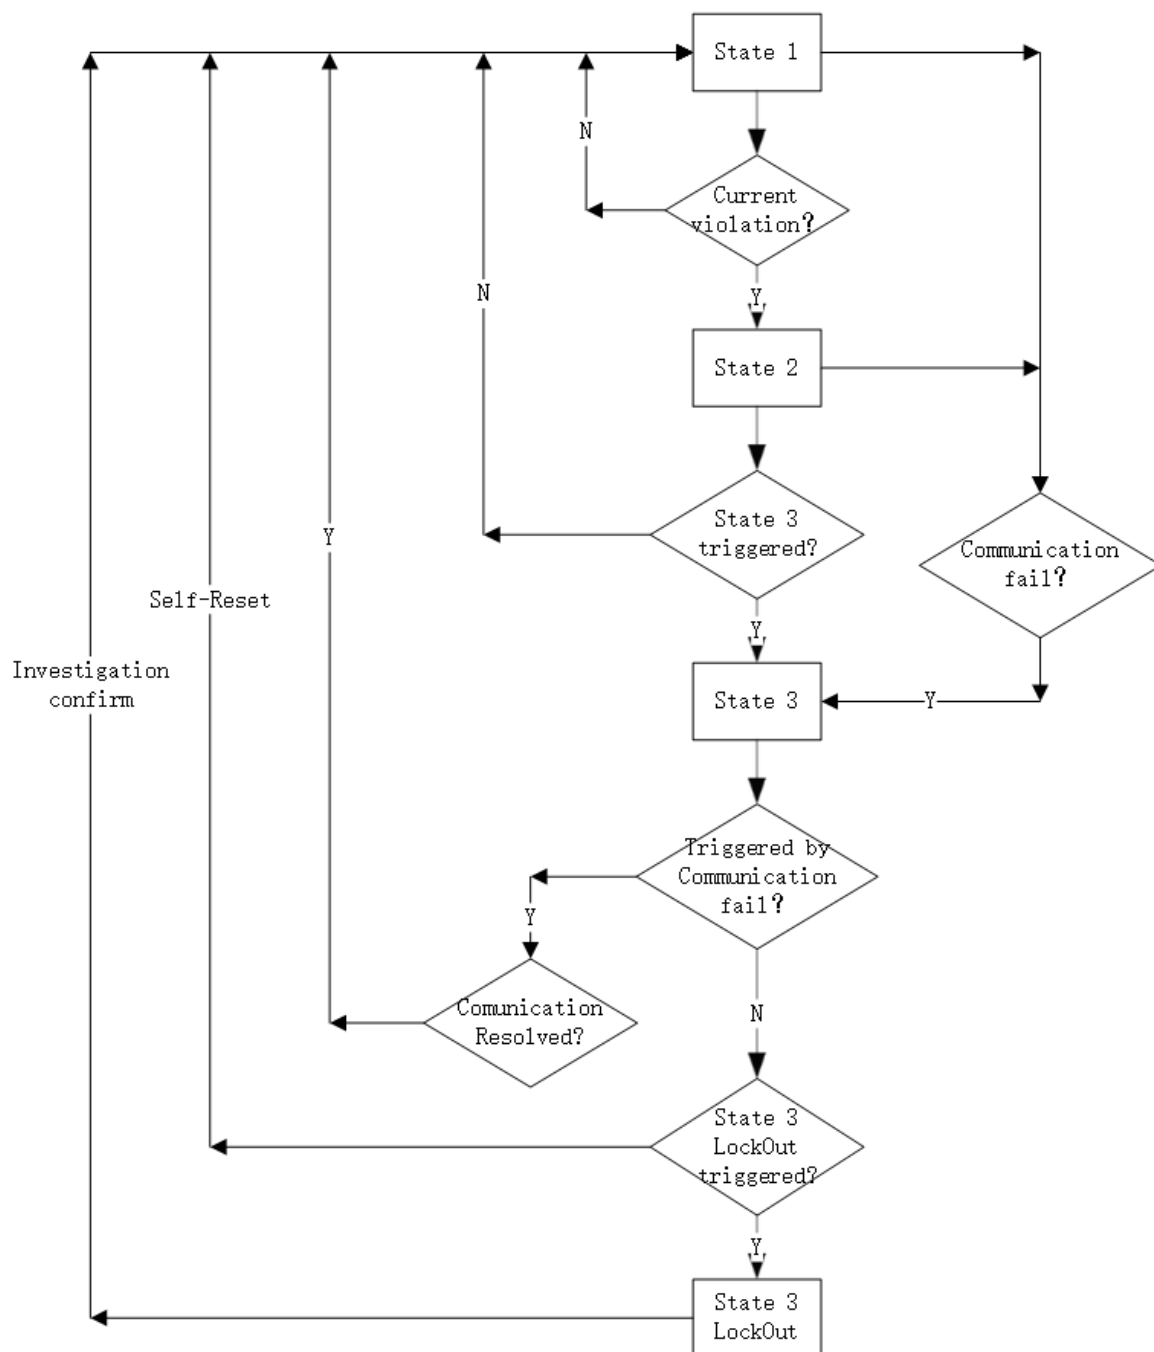 State 1
N
Current
violation?
Y
N
State 2
State 3
triggered?
Communication
fail?
Y
Self-Reset
Y
Investigation
confirm
State 3
Y
Triggered by
Communication
fail?
Y
Comunication
Resolved?
N
State 3
LockOut
triggered?
Y
State 3
LockOut